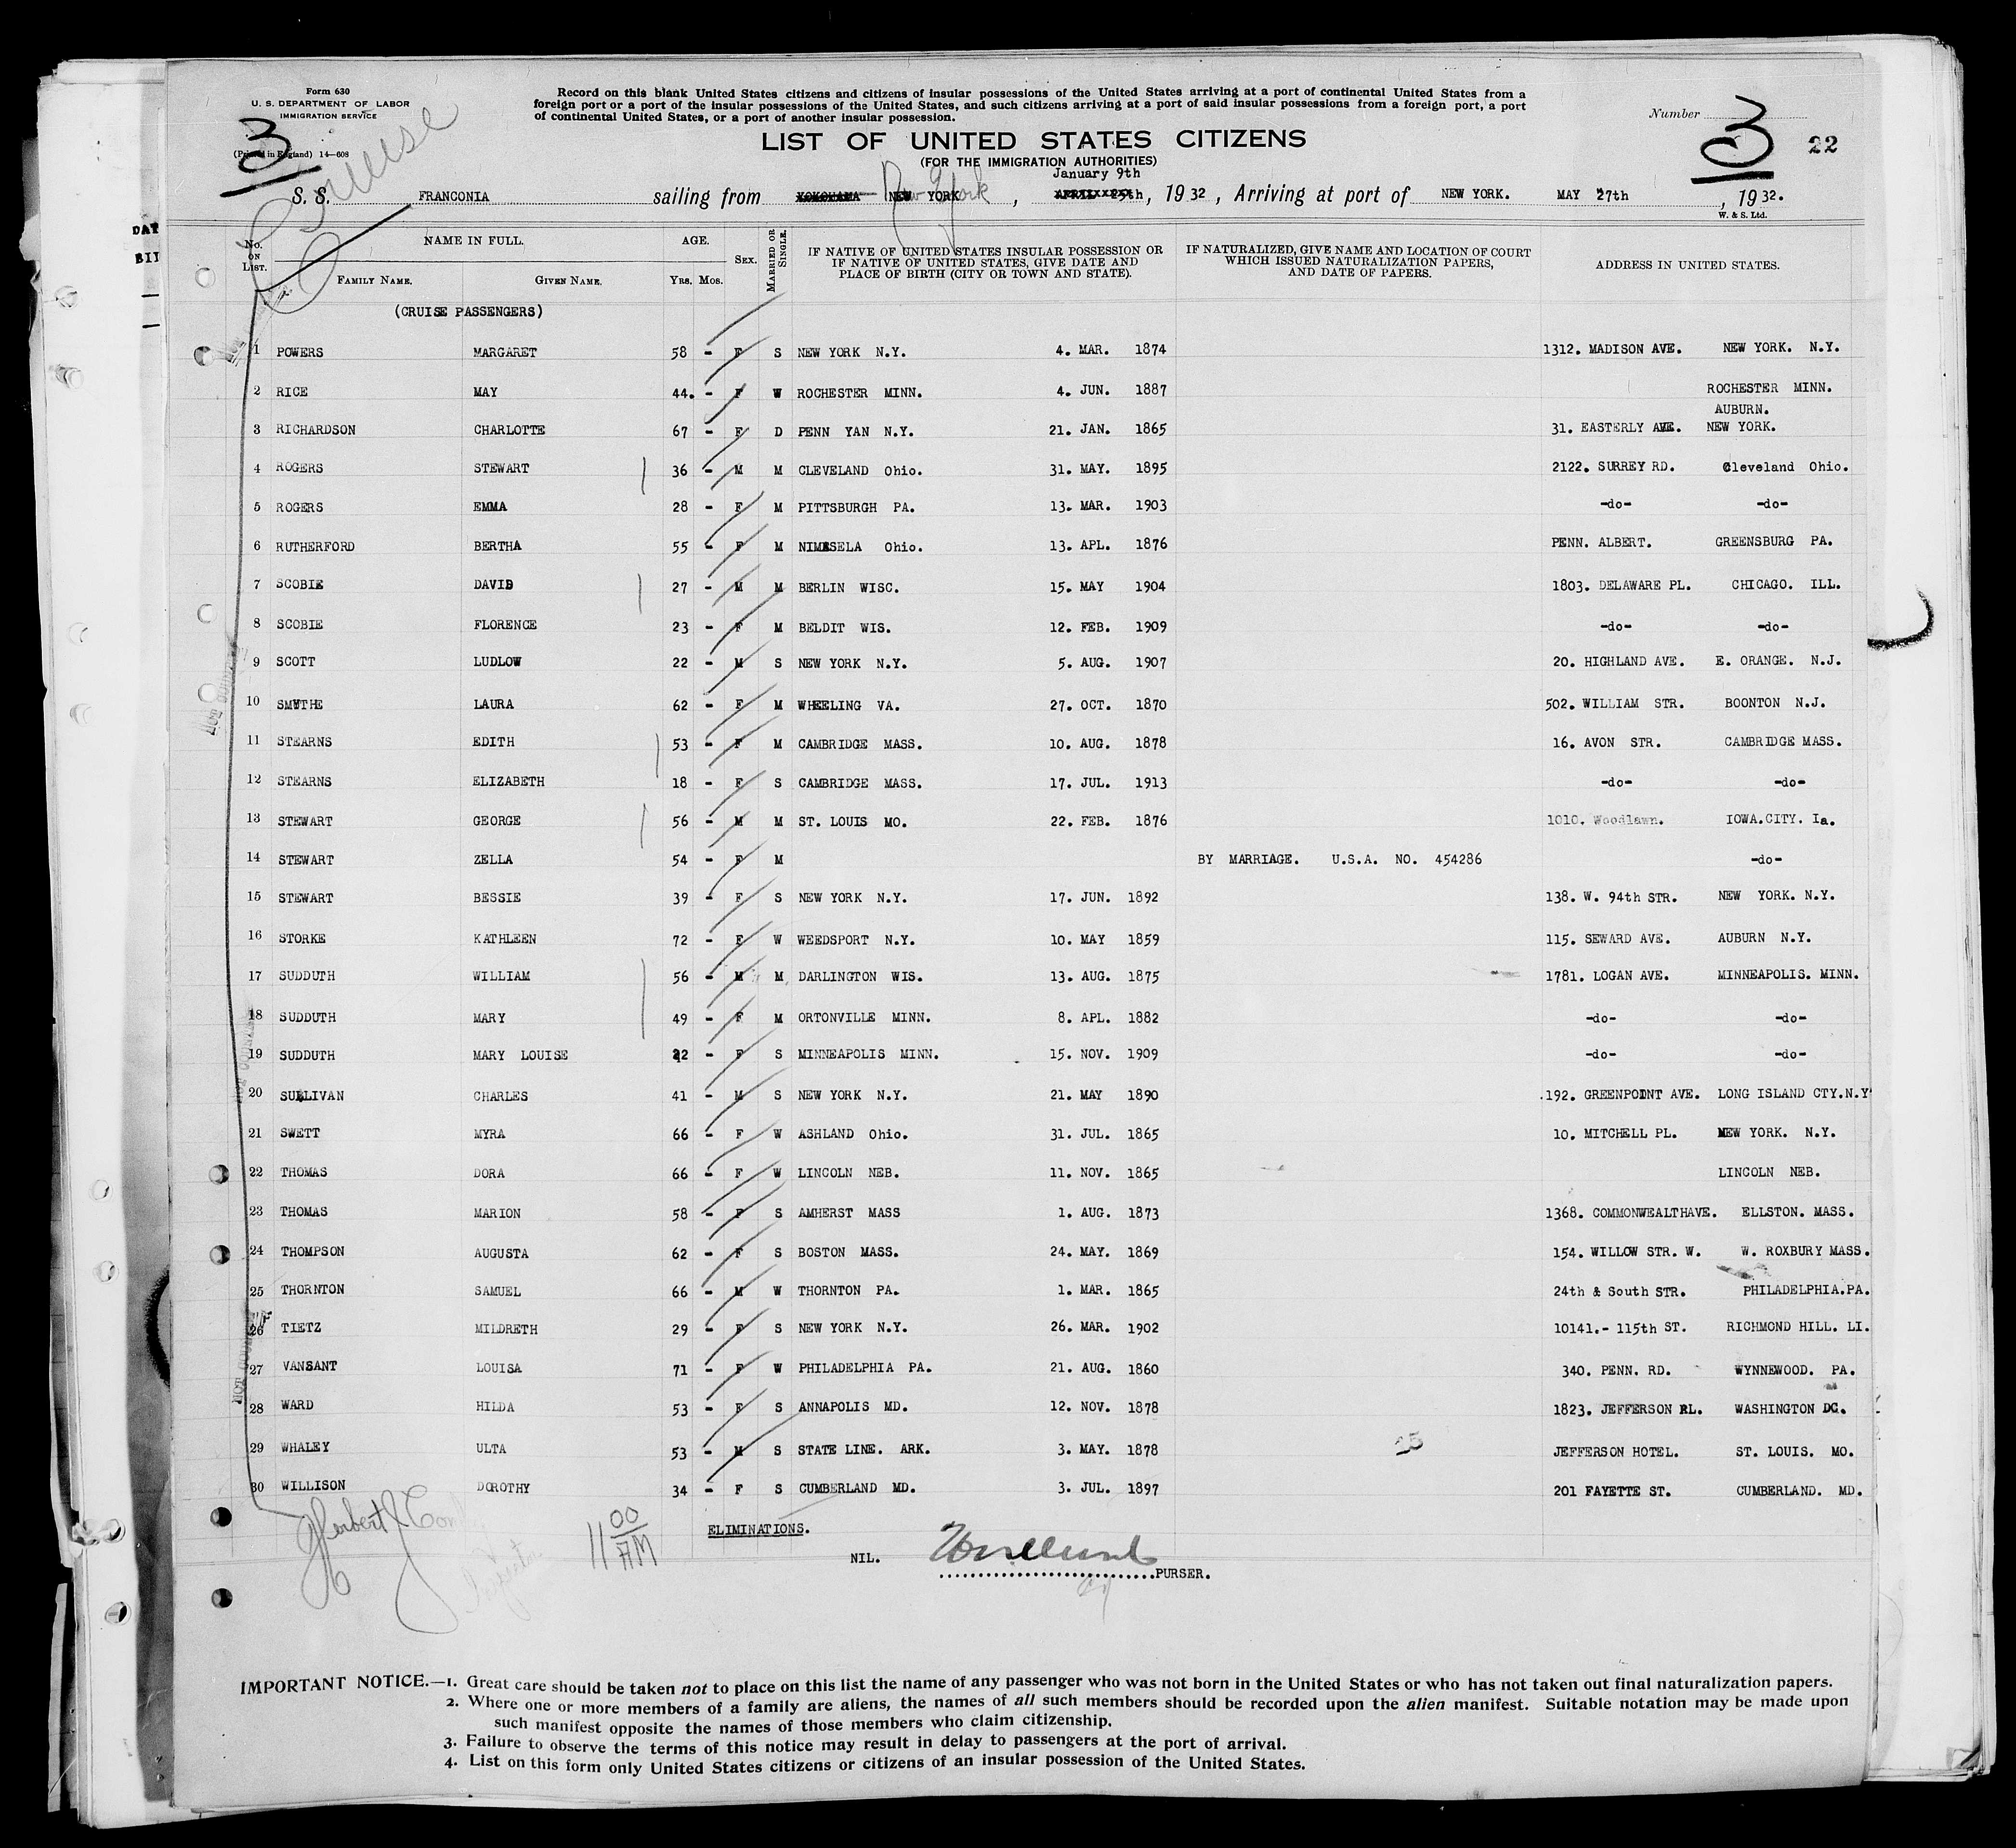 Form 630
U. S. DEPARTMENT OF LABOR
IMMIGRATION SERVICE
(Printed in England) 14—608
3
Cruise
Record on this blank United States citizens and citizens of insular possessions of the United States arriving at a port of continental United States from a
foreign port or a port of the insular possessions of the United States, and such citizens arriving at a port of said insular possessions from a foreign port, a port
of continental United States, or a port of another insular possession.
Number 3 22
LIST OF UNITED STATES CITIZENS
(FOR THE IMMIGRATION AUTHORITIES)
January 9th
S. S. FRANCONIA sailing from YOKOHAMA NEW YORK New York, APRIL 25th, 1932, Arriving at port of NEW YORK. MAY 27th, 1932.
W. & S. Ltd.
No. ON LIST. NAME IN FULL. FAMILY NAME. GIVEN NAME. AGE. YRS. MOS. SEX. MARRIED OR SINGLE. IF NATIVE OF UNITED STATES INSULAR POSSESSION OR IF NATIVE OF UNITED STATES, GIVE DATE AND PLACE OF BIRTH (CITY OR TOWN AND STATE). IF NATURALIZED, GIVE NAME AND LOCATION OF COURT WHICH ISSUED NATURALIZATION PAPERS, AND DATE OF PAPERS. ADDRESS IN UNITED STATES.
(CRUISE PASSENGERS)
1 POWERS MARGARET 58 - F S NEW YORK N.Y. 4. MAR. 1874 1312. MADISON AVE. NEW YORK. N.Y.
2 RICE MAY 44. - F W ROCHESTER MINN. 4. JUN. 1887 ROCHESTER MINN.
AUBURN.
3 RICHARDSON CHARLOTTE 67 - F D PENN YAN N.Y. 21. JAN. 1865 31. EASTERLY AVE. NEW YORK.
4 ROGERS STEWART 36 - M M CLEVELAND Ohio. 31. MAY. 1895 2122. SURREY RD. Cleveland Ohio.
5 ROGERS EMMA 28 - F M PITTSBURGH PA. 13. MAR. 1903 -do- -do-
6 RUTHERFORD BERTHA 55 - F M NIMISELA Ohio. 13. APL. 1876 PENN. ALBERT. GREENSBURG PA.
7 SCOBIE DAVID 27 - M M BERLIN WISC. 15. MAY 1904 1803. DELAWARE PL. CHICAGO. ILL.
8 SCOBIE FLORENCE 23 - F M BELDIT WIS. 12. FEB. 1909 -do- -do-
9 SCOTT LUDLOW 22 - M S NEW YORK N.Y. 5. AUG. 1907 20. HIGHLAND AVE. E. ORANGE. N.J.
10 SMYTHE LAURA 62 - F M WHEELING VA. 27. OCT. 1870 502. WILLIAM STR. BOONTON N.J.
11 STEARNS EDITH 53 - F M CAMBRIDGE MASS. 10. AUG. 1878 16. AVON STR. CAMBRIDGE MASS.
12 STEARNS ELIZABETH 18 - F S CAMBRIDGE MASS. 17. JUL. 1913 -do- -do-
13 STEWART GEORGE 56 - M M ST. LOUIS MO. 22. FEB. 1876 1010. Woodlawn. IOWA.CITY. Ia.
14 STEWART ZELLA 54 - F M BY MARRIAGE. U.S.A. NO. 454286 -do-
15 STEWART BESSIE 39 - F S NEW YORK N.Y. 17. JUN. 1892 138. W. 94th STR. NEW YORK. N.Y.
16 STORKE KATHLEEN 72 - F W WEEDSPORT N.Y. 10. MAY 1859 115. SEWARD AVE. AUBURN N.Y.
17 SUDDUTH WILLIAM 56 - M M DARLINGTON WIS. 13. AUG. 1875 1781. LOGAN AVE. MINNEAPOLIS. MINN.
18 SUDDUTH MARY 49 - F M ORTONVILLE MINN. 8. APL. 1882 -do- -do-
19 SUDDUTH MARY LOUISE 22 - F S MINNEAPOLIS MINN. 15. NOV. 1909 -do- -do-
20 SULLIVAN CHARLES 41 - M S NEW YORK N.Y. 21. MAY 1890 192. GREENPOINT AVE. LONG ISLAND CTY.N.Y
21 SWETT MYRA 66 - F W ASHLAND Ohio. 31. JUL. 1865 10. MITCHELL PL. NEW YORK. N.Y.
22 THOMAS DORA 66 - F W LINCOLN NEB. 11. NOV. 1865 LINCOLN NEB.
23 THOMAS MARION 58 - F S AMHERST MASS 1. AUG. 1873 1368. COMMONWEALTHAVE. ELLSTON. MASS.
24 THOMPSON AUGUSTA 62 - F S BOSTON MASS. 24. MAY. 1869 154. WILLOW STR. W. W. ROXBURY MASS.
25 THORNTON SAMUEL 66 - M W THORNTON PA. 1. MAR. 1865 24th & South STR. PHILADELPHIA.PA.
26 TIETZ MILDRETH 29 - F S NEW YORK N.Y. 26. MAR. 1902 10141.- 115th ST. RICHMOND HILL. LI.
27 VANSANT LOUISA 71 - F W PHILADELPHIA PA. 21. AUG. 1860 340. PENN. RD. WYNNEWOOD. PA.
28 WARD HILDA 53 - F S ANNAPOLIS MD. 12. NOV. 1878 1823. JEFFERSON PL. WASHINGTON DC.
29 WHALEY ULTA 53 - M S STATE LINE. ARK. 3. MAY. 1878 25 JEFFERSON HOTEL. ST. LOUIS. MO.
30 WILLISON DOROTHY 34 - F S CUMBERLAND MD. 3. JUL. 1897 201 FAYETTE ST. CUMBERLAND. MD.
Herbert
11 00 AM
ELIMINATIONS.
NIL.
PURSER.
IMPORTANT NOTICE.—1. Great care should be taken not to place on this list the name of any passenger who was not born in the United States or who has not taken out final naturalization papers.
2. Where one or more members of a family are aliens, the names of all such members should be recorded upon the alien manifest. Suitable notation may be made upon
such manifest opposite the names of those members who claim citizenship.
3. Failure to observe the terms of this notice may result in delay to passengers at the port of arrival.
4. List on this form only United States citizens or citizens of an insular possession of the United States.